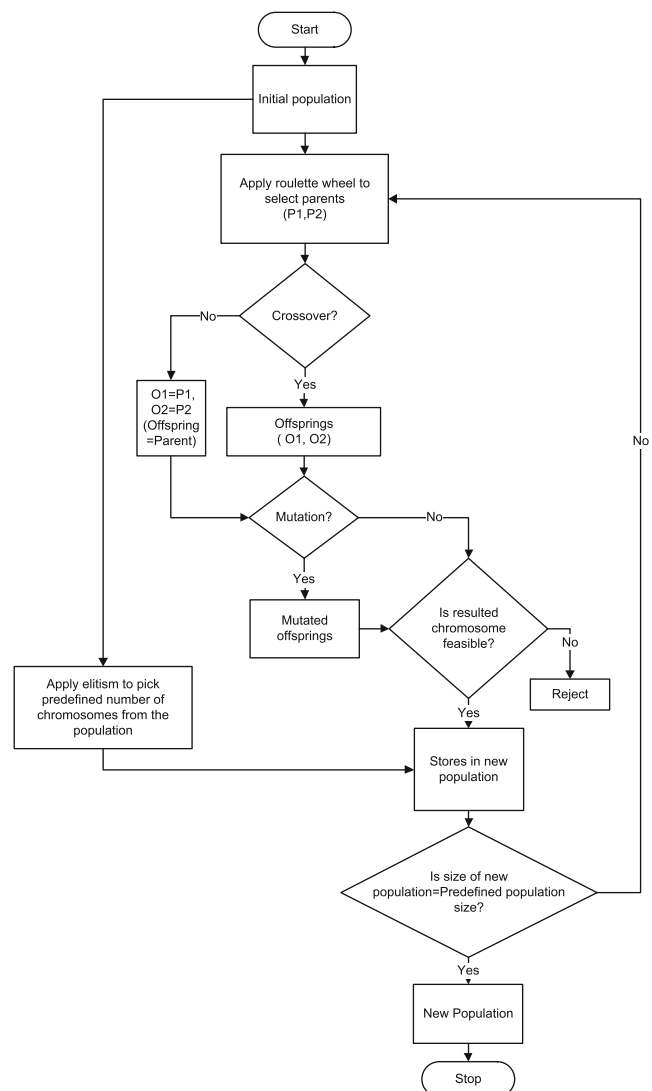 Start
Initial population
Apply roulette wheel to
select parents
(P1,P2)
Crossover?
No
Yes
O1=P1,
O2=P2
(Offspring
=Parent)
Offsprings
( O1, O2)
No
Mutation?
No
Yes
Mutated
offsprings
Is resulted
chromosome
feasible?
No
Reject
Yes
Apply elitism to pick
predefined number of
chromosomes from the
population
Stores in new
population
Is size of new
population=Predefined population
size?
Yes
New Population
Stop